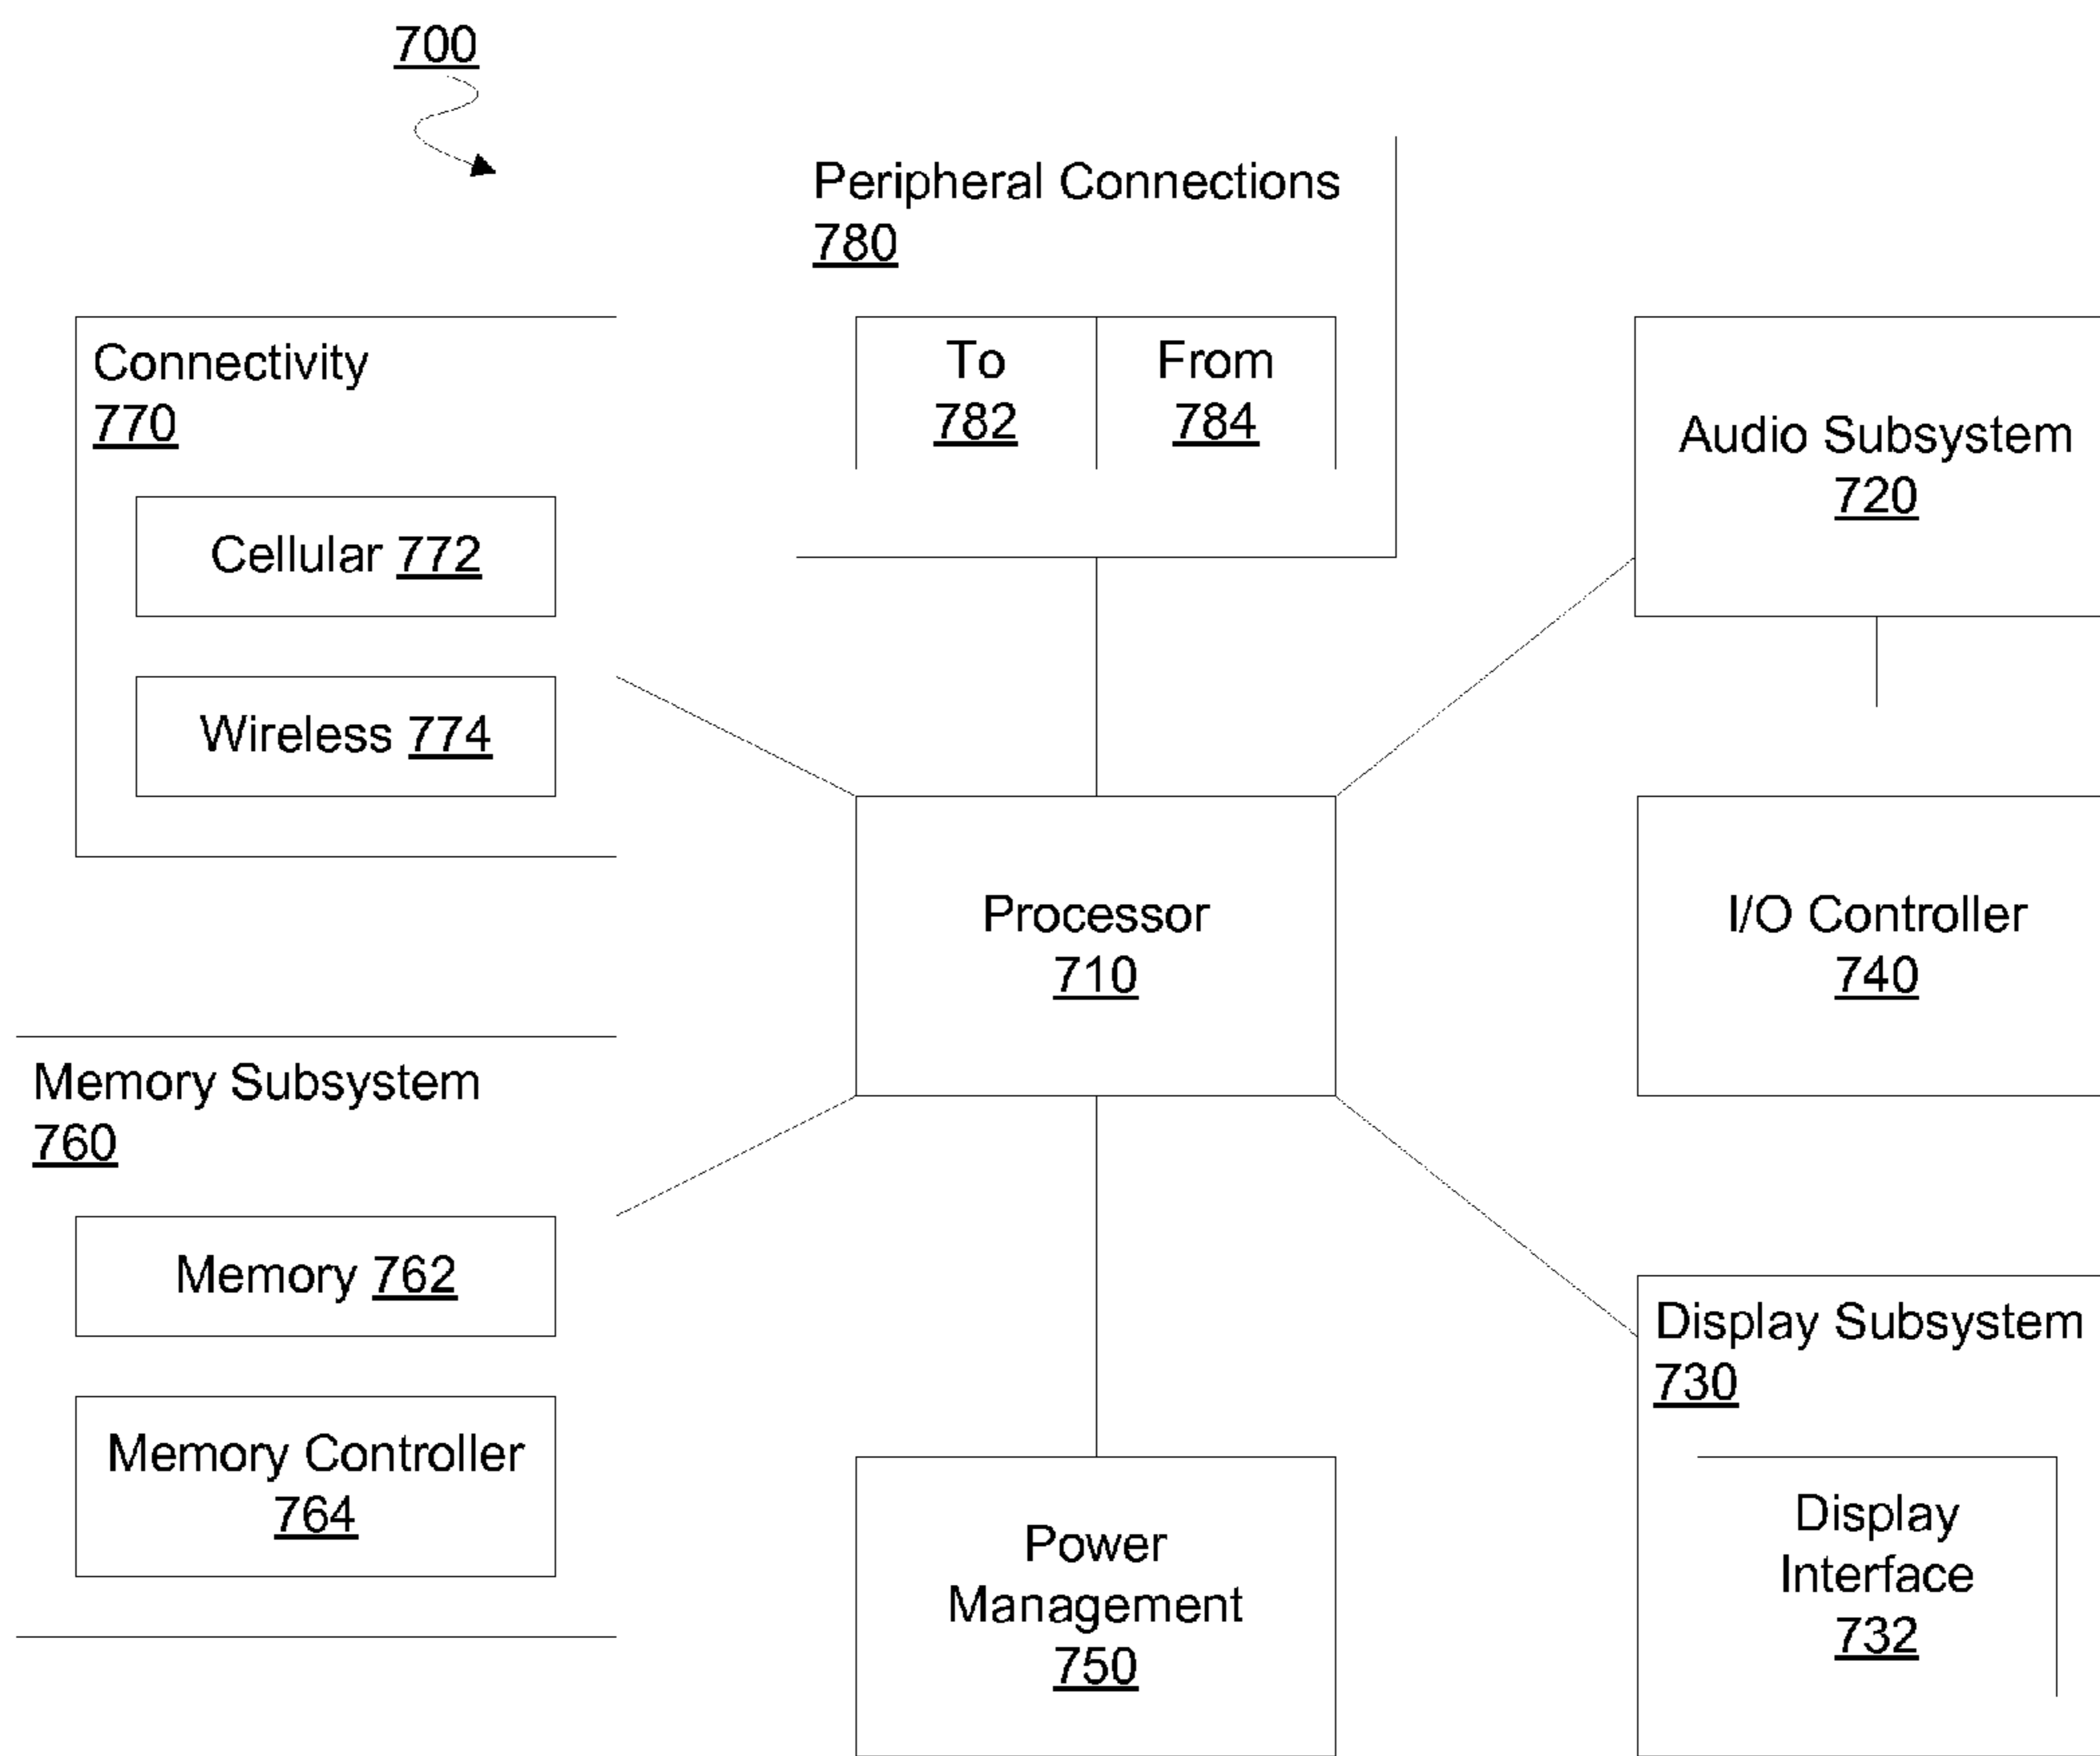 700
Peripheral Connections
780
To
782
From
784
Connectivity
770
Cellular 772
Wireless 774
Audio Subsystem
720
Processor
710
I/O Controller
740
Memory Subsystem
760
Memory 762
Memory Controller
764
Power
Management
750
Display Subsystem
730
Display
Interface
732